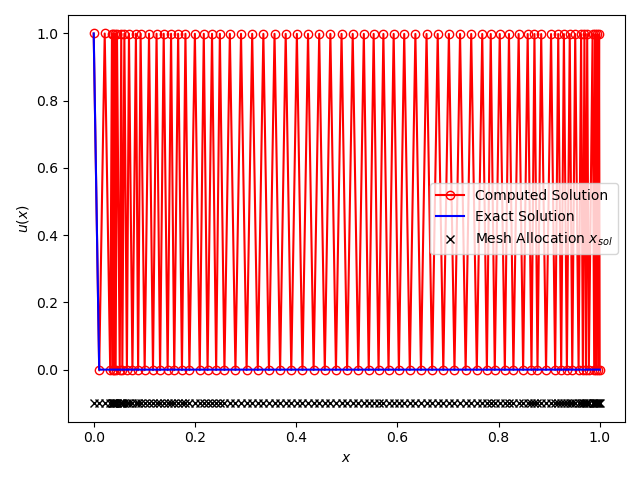 1.0
0.8
0.6
0.4
0.2
0.0
u(x)
Computed Solution
Exact Solution
Mesh Allocation x_sol
0.0 0.2 0.4 0.6 0.8 1.0
x